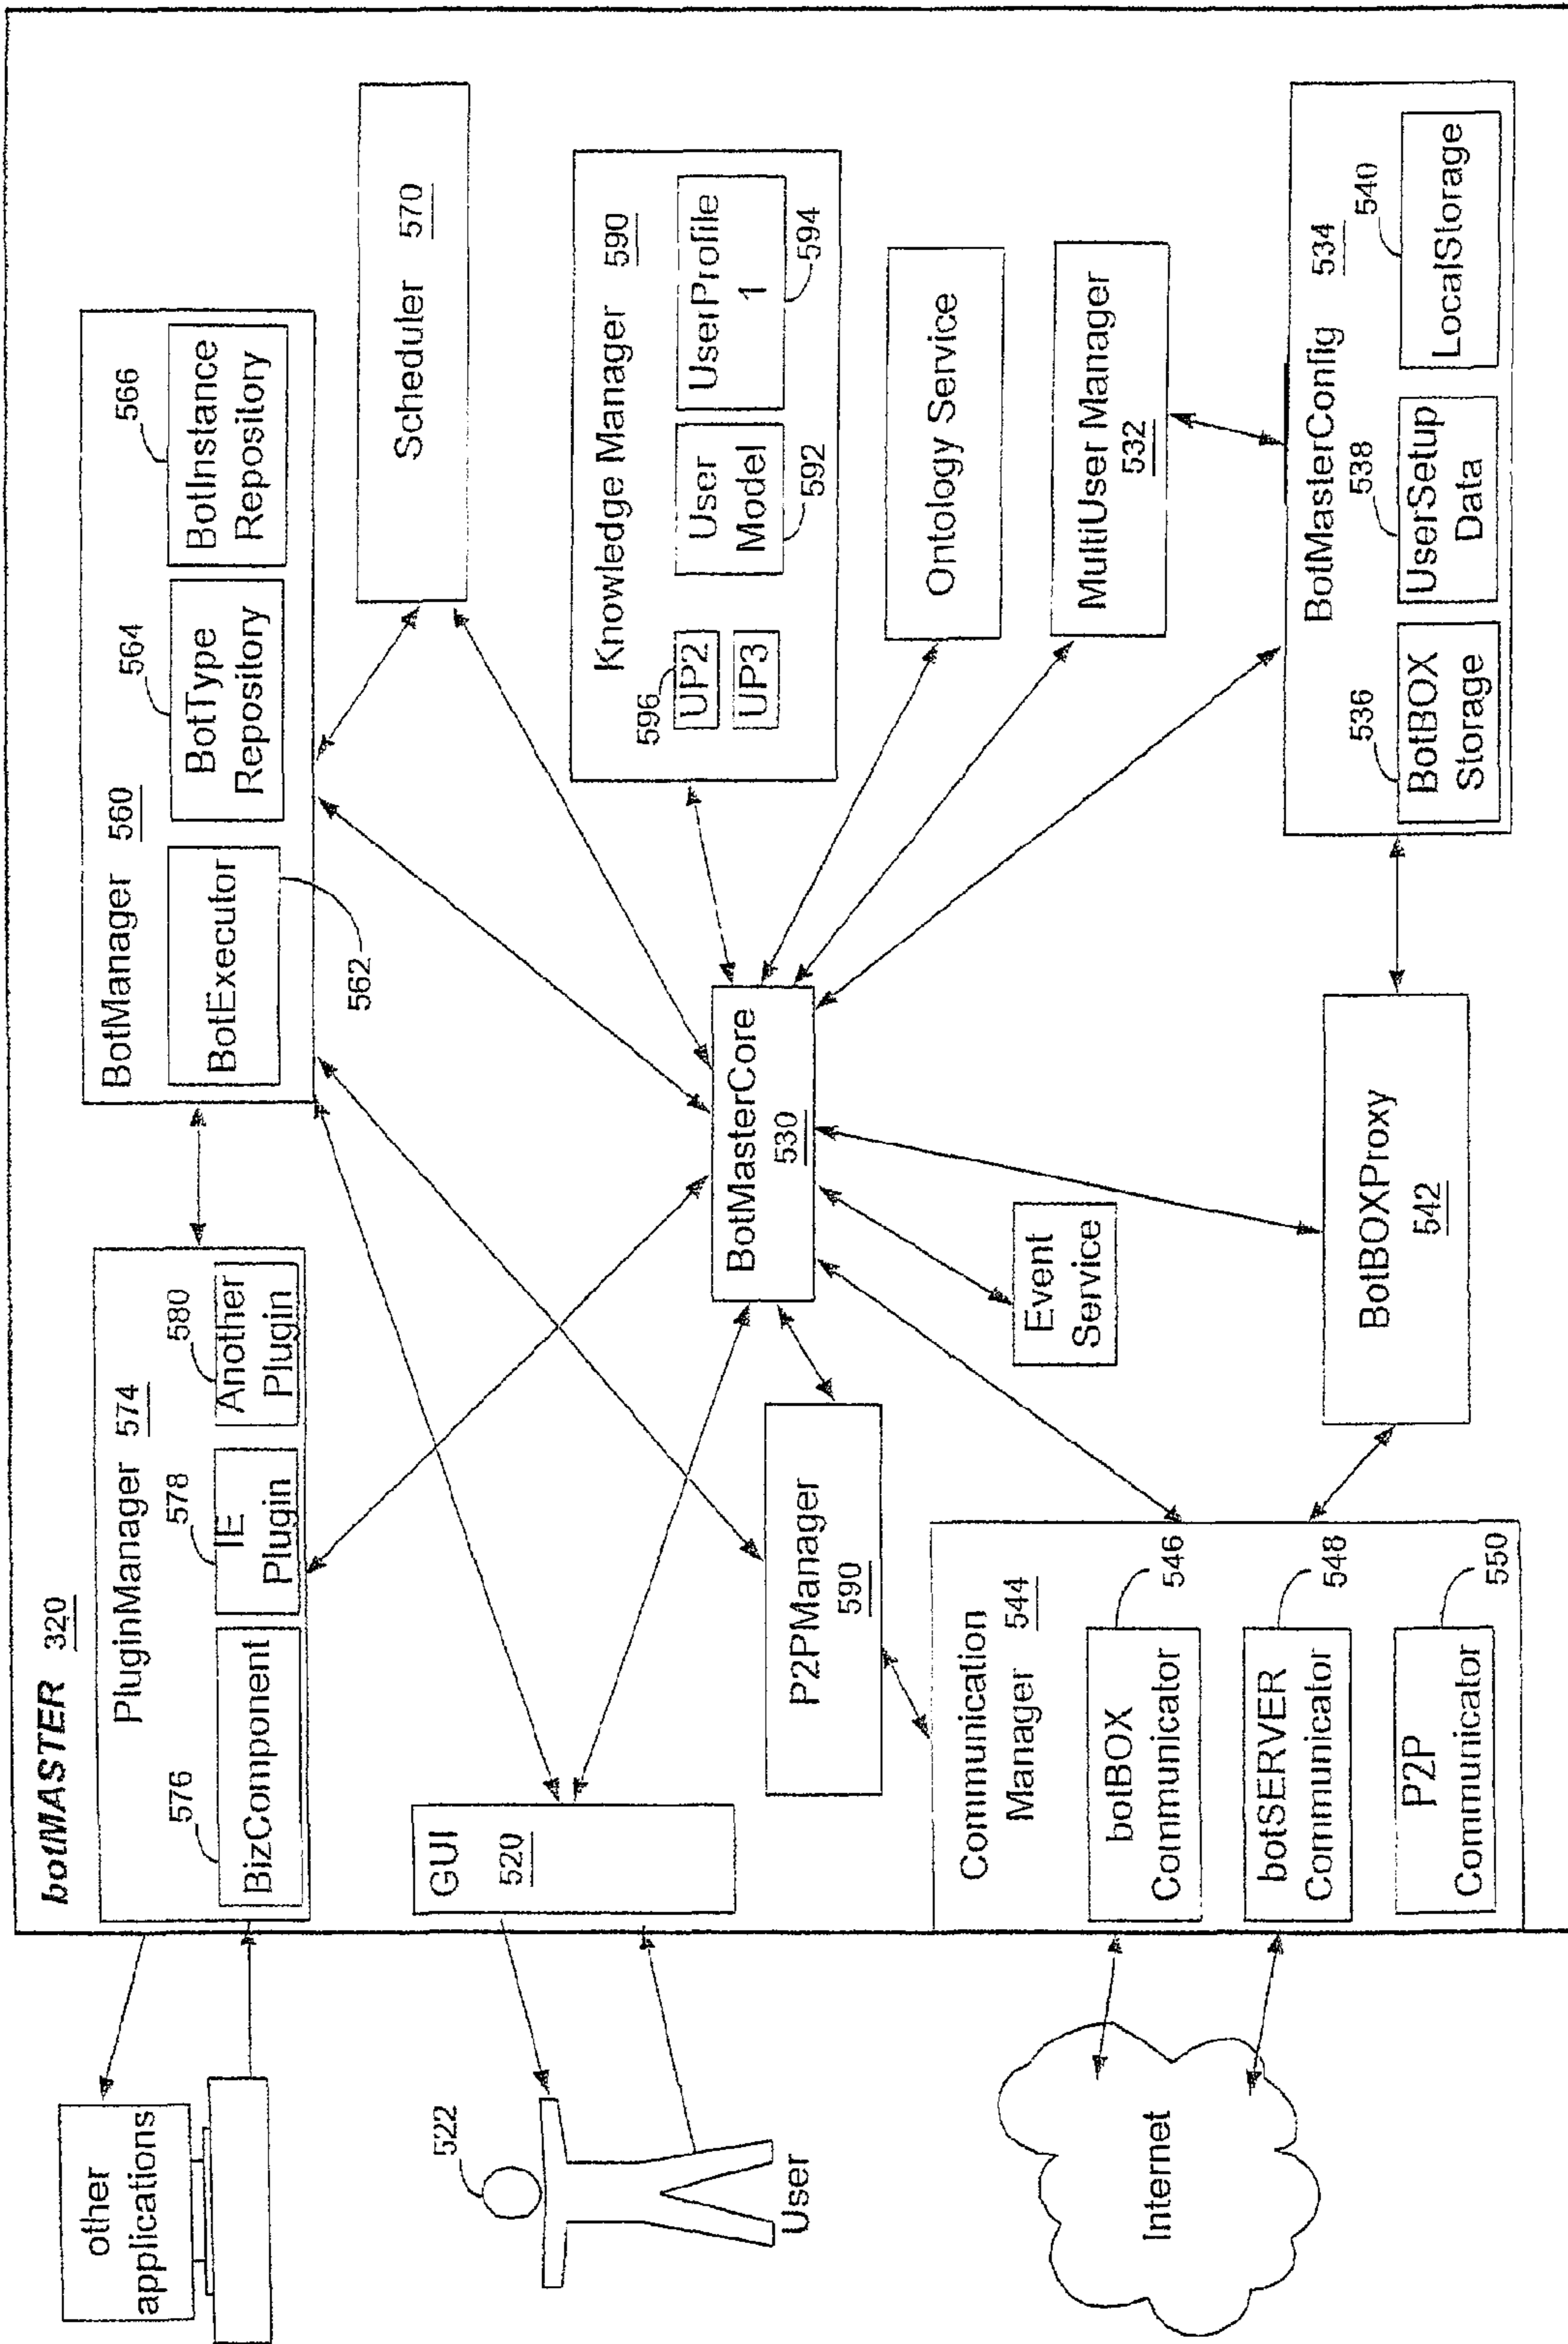 botMASTER 320
other
applications
PluginManager 574
576
BizComponent
578
IE
Plugin
580
Another
Plugin
BotManager 560
BotExecutor
562
564
BotType
Repository
566
BotInstance
Repository
Scheduler 570
522
User
GUI
520
P2PManager
590
BotMasterCore
530
Knowledge Manager 590
596
UP2
UP3
User
Model
592
UserProfile
1
594
Ontology Service
MultiUser Manager
532
Event
Service
Internet
Communication
Manager 544
botBOX
Communicator
546
botSERVER
Communicator
548
P2P
Communicator
550
BotBOXProxy
542
BotMasterConfig 534
536
BotBOX
Storage
538
UserSetup
Data
540
LocalStorage